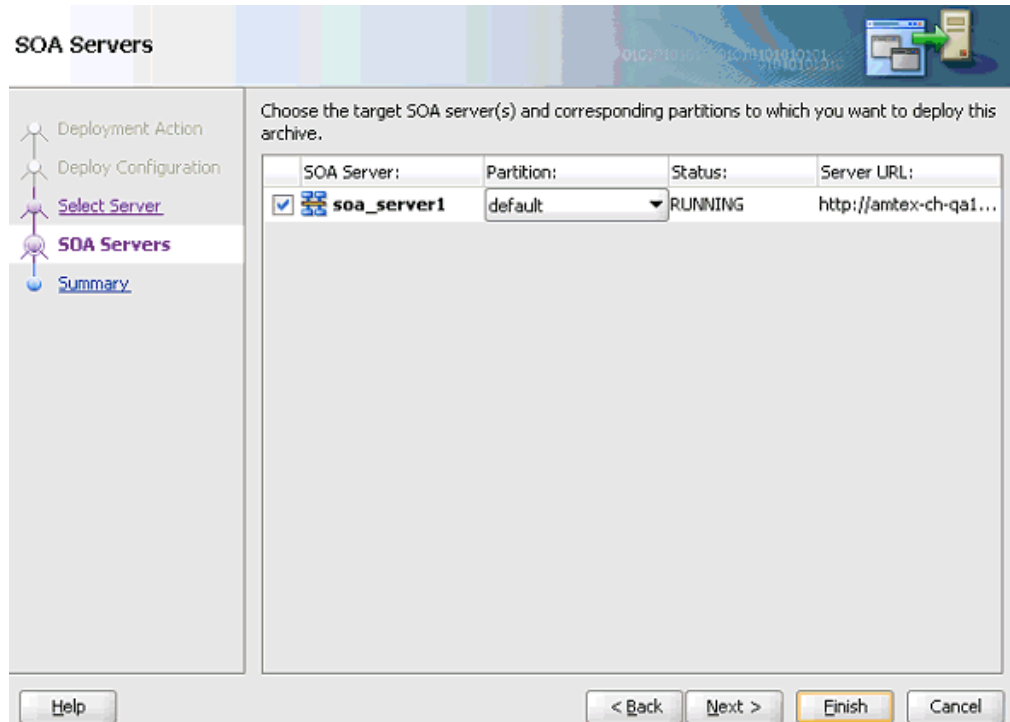 SOA Servers
Deployment Action
Deploy Configuration
Select Server
SOA Servers
Summary
Choose the target SOA server(s) and corresponding partitions to which you want to deploy this
archive.
SOA Server: Partition: Status: Server URL:
soa_server1 default RUNNING http://amtex-ch-qa1...
Help < Back Next > Finish Cancel